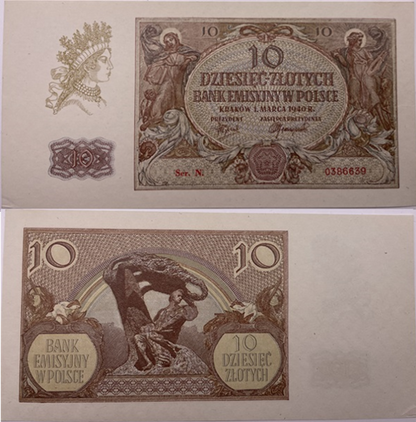 10 10
10
DZIESIĘĆ·ZŁOTYCH
BANK EMISYJNY W POLSCE
KRAKÓW 1. MARCA 1940 R.
PREZYDENT ZASTĘPCA PREZYDENTA
Ser. N. 0386630
10 10
BANK
EMISYJNY
W POLSCE
10
DZIESIĘĆ
ZŁOTYCH